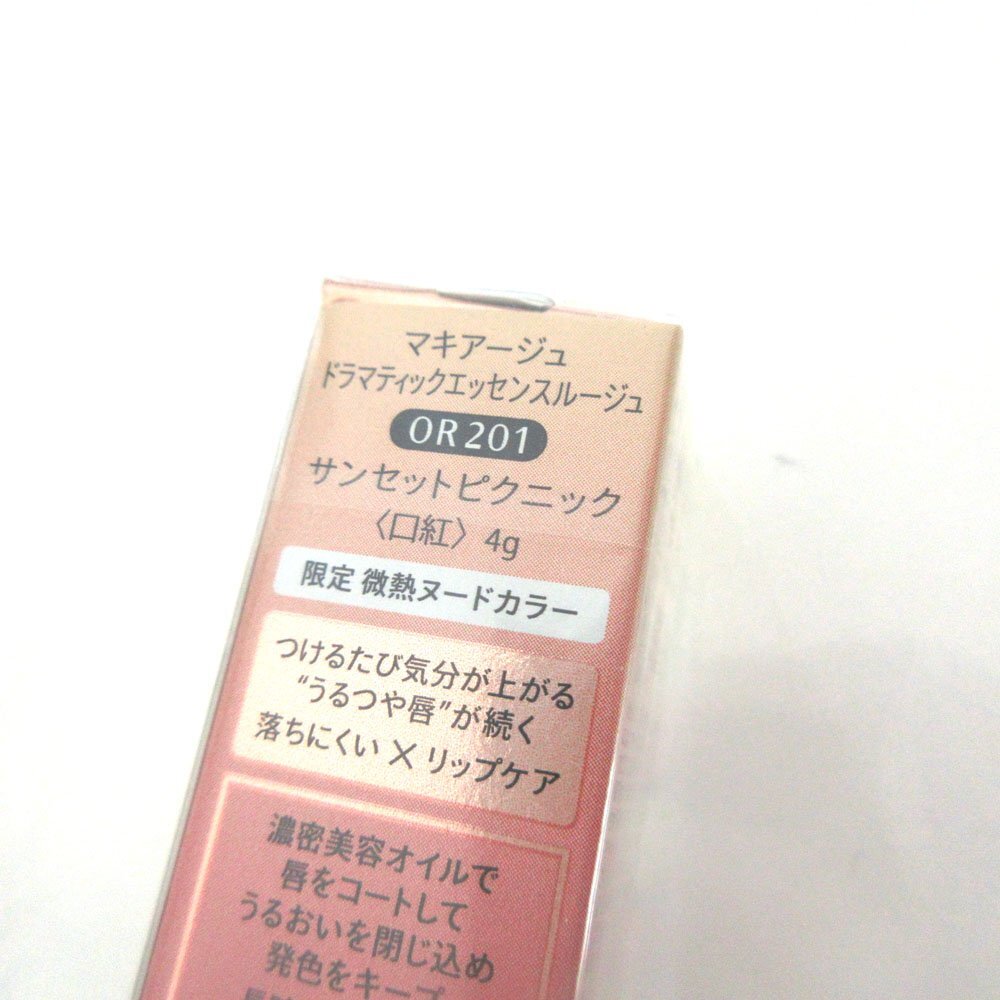 マキアージュ
ドラマティックエッセンスルージュ
OR201
サンセットピクニック
〈口紅〉4g
限定 微熱ヌードカラー
つけるたび気分が上がる
“うるつや唇”が続く
落ちにくい×リップケア
濃密美容オイルで
唇をコートして
うるおいを閉じ込め
発色をキープ